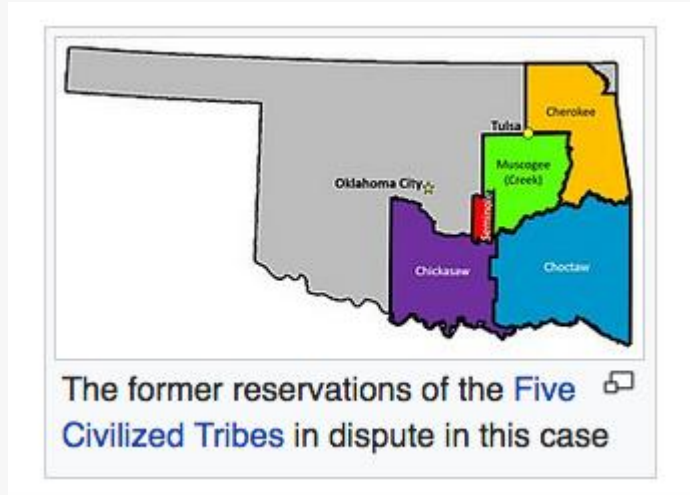 Cherokee
Tulsa
Muscogee
(Creek)
Oklahoma City
Seminole
Chickasaw
Choctaw
The former reservations of the Five
Civilized Tribes in dispute in this case